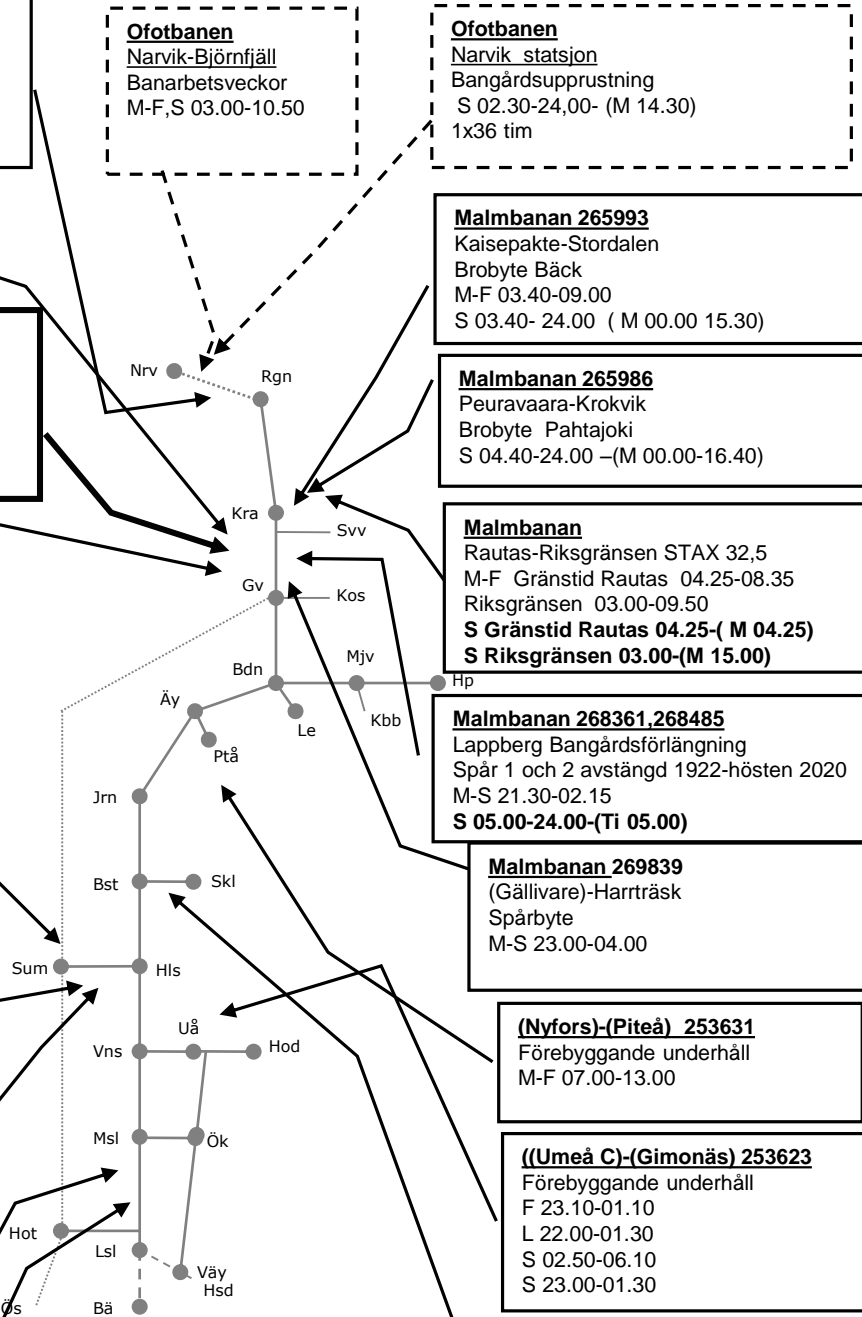 Ofotbanen
Narvik-Björnfjäll
Banarbetsveckor
M-F,S 03.00-10.50
Ofotbanen
Narvik statsjon
Bangårdsupprustning
S 02.30-24,00- (M 14.30)
1x36 tim
Malmbanan 265993
Kaisepakte-Stordalen
Brobyte Bäck
M-F 03.40-09.00
S 03.40- 24.00 ( M 00.00 15.30)
Malmbanan 265986
Peuravaara-Krokvik
Brobyte Pahtajoki
S 04.40-24.00 –(M 00.00-16.40)
Malmbanan
Rautas-Riksgränsen STAX 32,5
M-F Gränstid Rautas 04.25-08.35
Riksgränsen 03.00-09.50
S Gränstid Rautas 04.25-( M 04.25)
S Riksgränsen 03.00-(M 15.00)
Malmbanan 268361,268485
Lappberg Bangårdsförlängning
Spår 1 och 2 avstängd 1922-hösten 2020
M-S 21.30-02.15
S 05.00-24.00-(Ti 05.00)
Malmbanan 269839
(Gällivare)-Harrträsk
Spårbyte
M-S 23.00-04.00
(Nyfors)-(Piteå) 253631
Förebyggande underhåll
M-F 07.00-13.00
((Umeå C)-(Gimonäs) 253623
Förebyggande underhåll
F 23.10-01.10
L 22.00-01.30
S 02.50-06.10
S 23.00-01.30
Nrv
Rgn
Kra
Svv
Gv
Kos
Bdn
Mjv
Hp
Äy
Le
Kbb
Ptå
Jrn
Bst
Skl
Sum
Hls
Uå
Vns
Hod
Msl
Ök
Hot
Lsl
Väy
Hsd
Ös
Bä